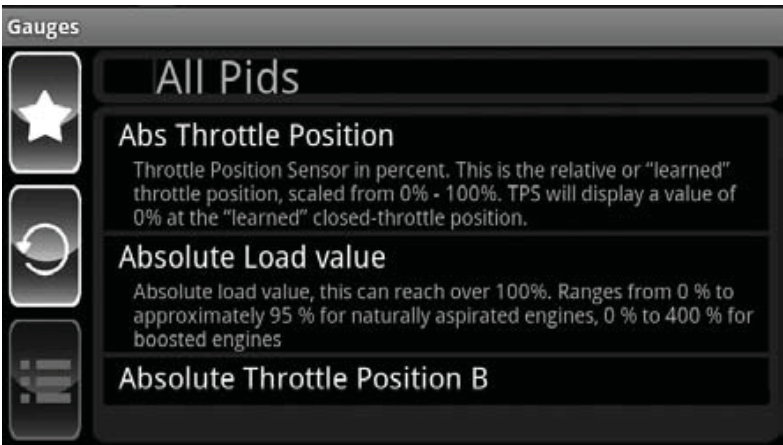 Gauges
All Pids
Abs Throttle Position
Throttle Position Sensor in percent. This is the relative or “learned”
throttle position, scaled from 0% - 100%. TPS will display a value of
0% at the “learned” closed-throttle position.
Absolute Load value
Absolute load value, this can reach over 100%. Ranges from 0 % to
approximately 95 % for naturally aspirated engines, 0 % to 400 % for
boosted engines
Absolute Throttle Position B